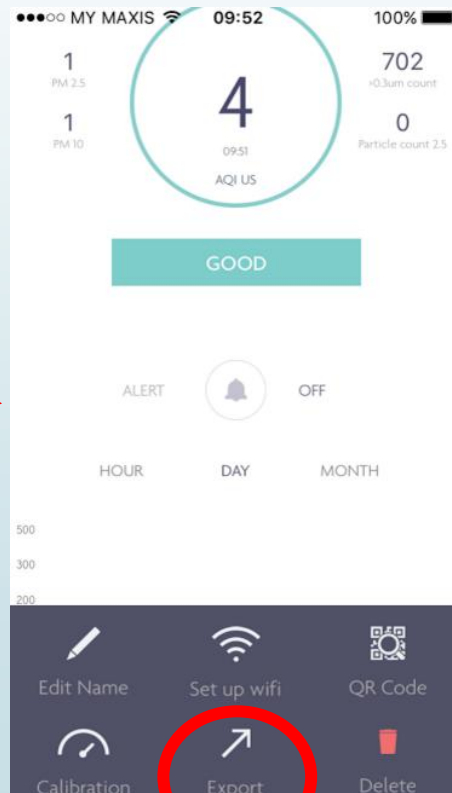 MY MAXIS 09:52 100%
1
PM 2.5
1
PM 10
4
09:51
AQI US
702
>0.3um count
0
Particle count 2.5
GOOD
ALERT OFF
HOUR DAY MONTH
500
300
200
Edit Name Set up wifi QR Code
Calibration Export Delete